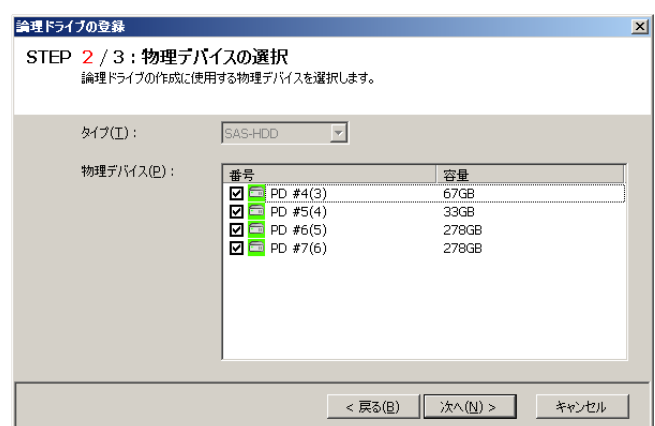 論理ドライブの登録
STEP 2 / 3 : 物理デバイスの選択
論理ドライブの作成に使用する物理デバイスを選択します。
タイプ(T) : SAS-HDD
物理デバイス(P) :
番号 容量
PD #4(3) 67GB
PD #5(4) 33GB
PD #6(5) 278GB
PD #7(6) 278GB
< 戻る(B) 次へ(N) > キャンセル